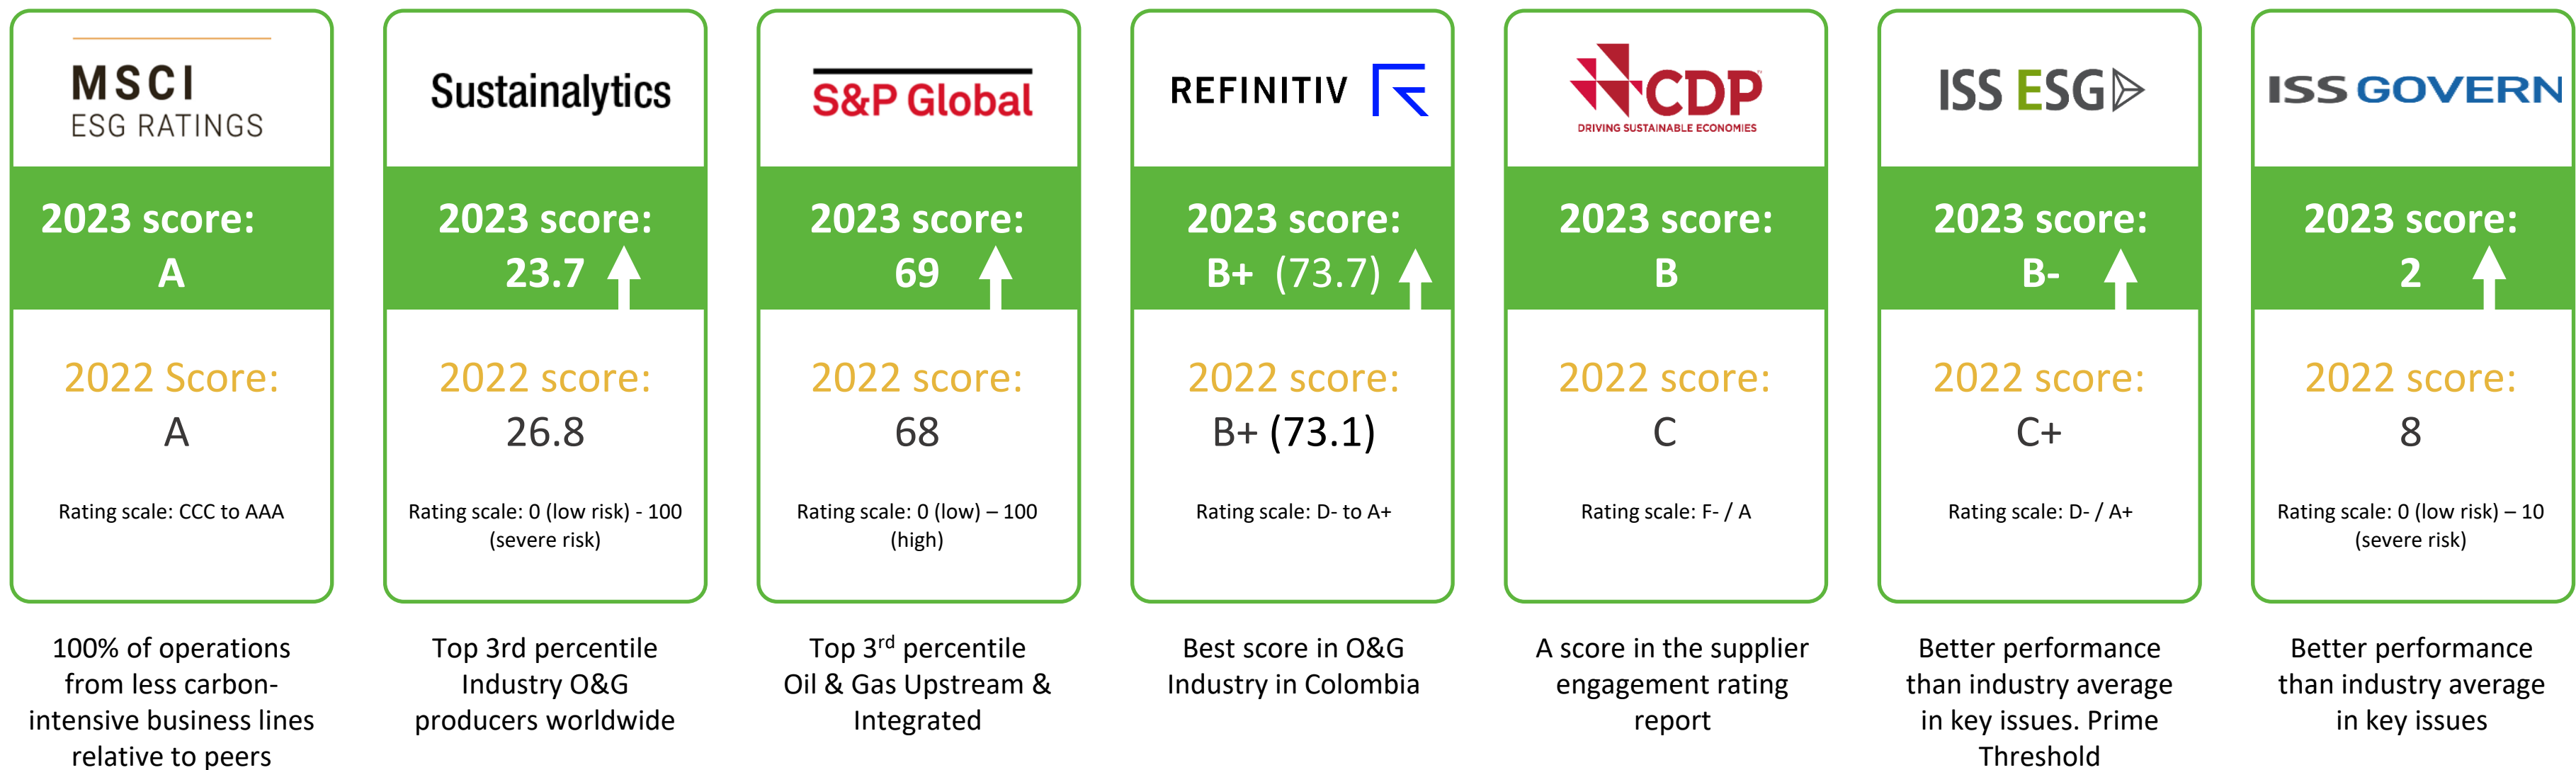 MSCI
ESG RATINGS
2023 score:
A
2022 Score:
A
Rating scale: CCC to AAA
100% of operations
from less carbon-
intensive business lines
relative to peers
Sustainalytics
2023 score:
23.7
2022 score:
26.8
Rating scale: 0 (low risk) - 100
(severe risk)
Top 3rd percentile
Industry O&G
producers worldwide
S&P Global
2023 score:
69
2022 score:
68
Rating scale: 0 (low) – 100
(high)
Top 3rd percentile
Oil & Gas Upstream &
Integrated
REFINITIV
2023 score:
B+ (73.7)
2022 score:
B+ (73.1)
Rating scale: D- to A+
Best score in O&G
Industry in Colombia
CDP
DRIVING SUSTAINABLE ECONOMIES
2023 score:
B
2022 score:
C
Rating scale: F- / A
A score in the supplier
engagement rating
report
ISS ESG
2023 score:
B-
2022 score:
C+
Rating scale: D- / A+
Better performance
than industry average
in key issues. Prime
Threshold
ISS GOVERN
2023 score:
2
2022 score:
8
Rating scale: 0 (low risk) – 10
(severe risk)
Better performance
than industry average
in key issues